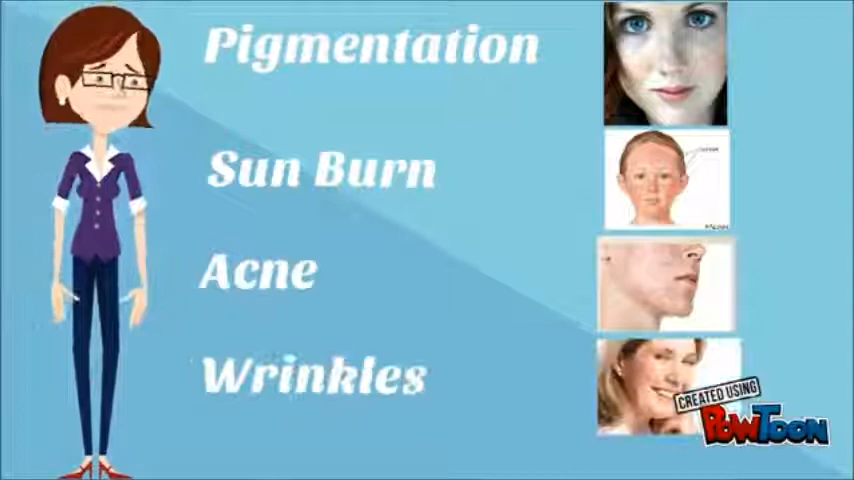 Pigmentation
Sun Burn
Acne
Wrinkles
CREATED USING
POWTOON